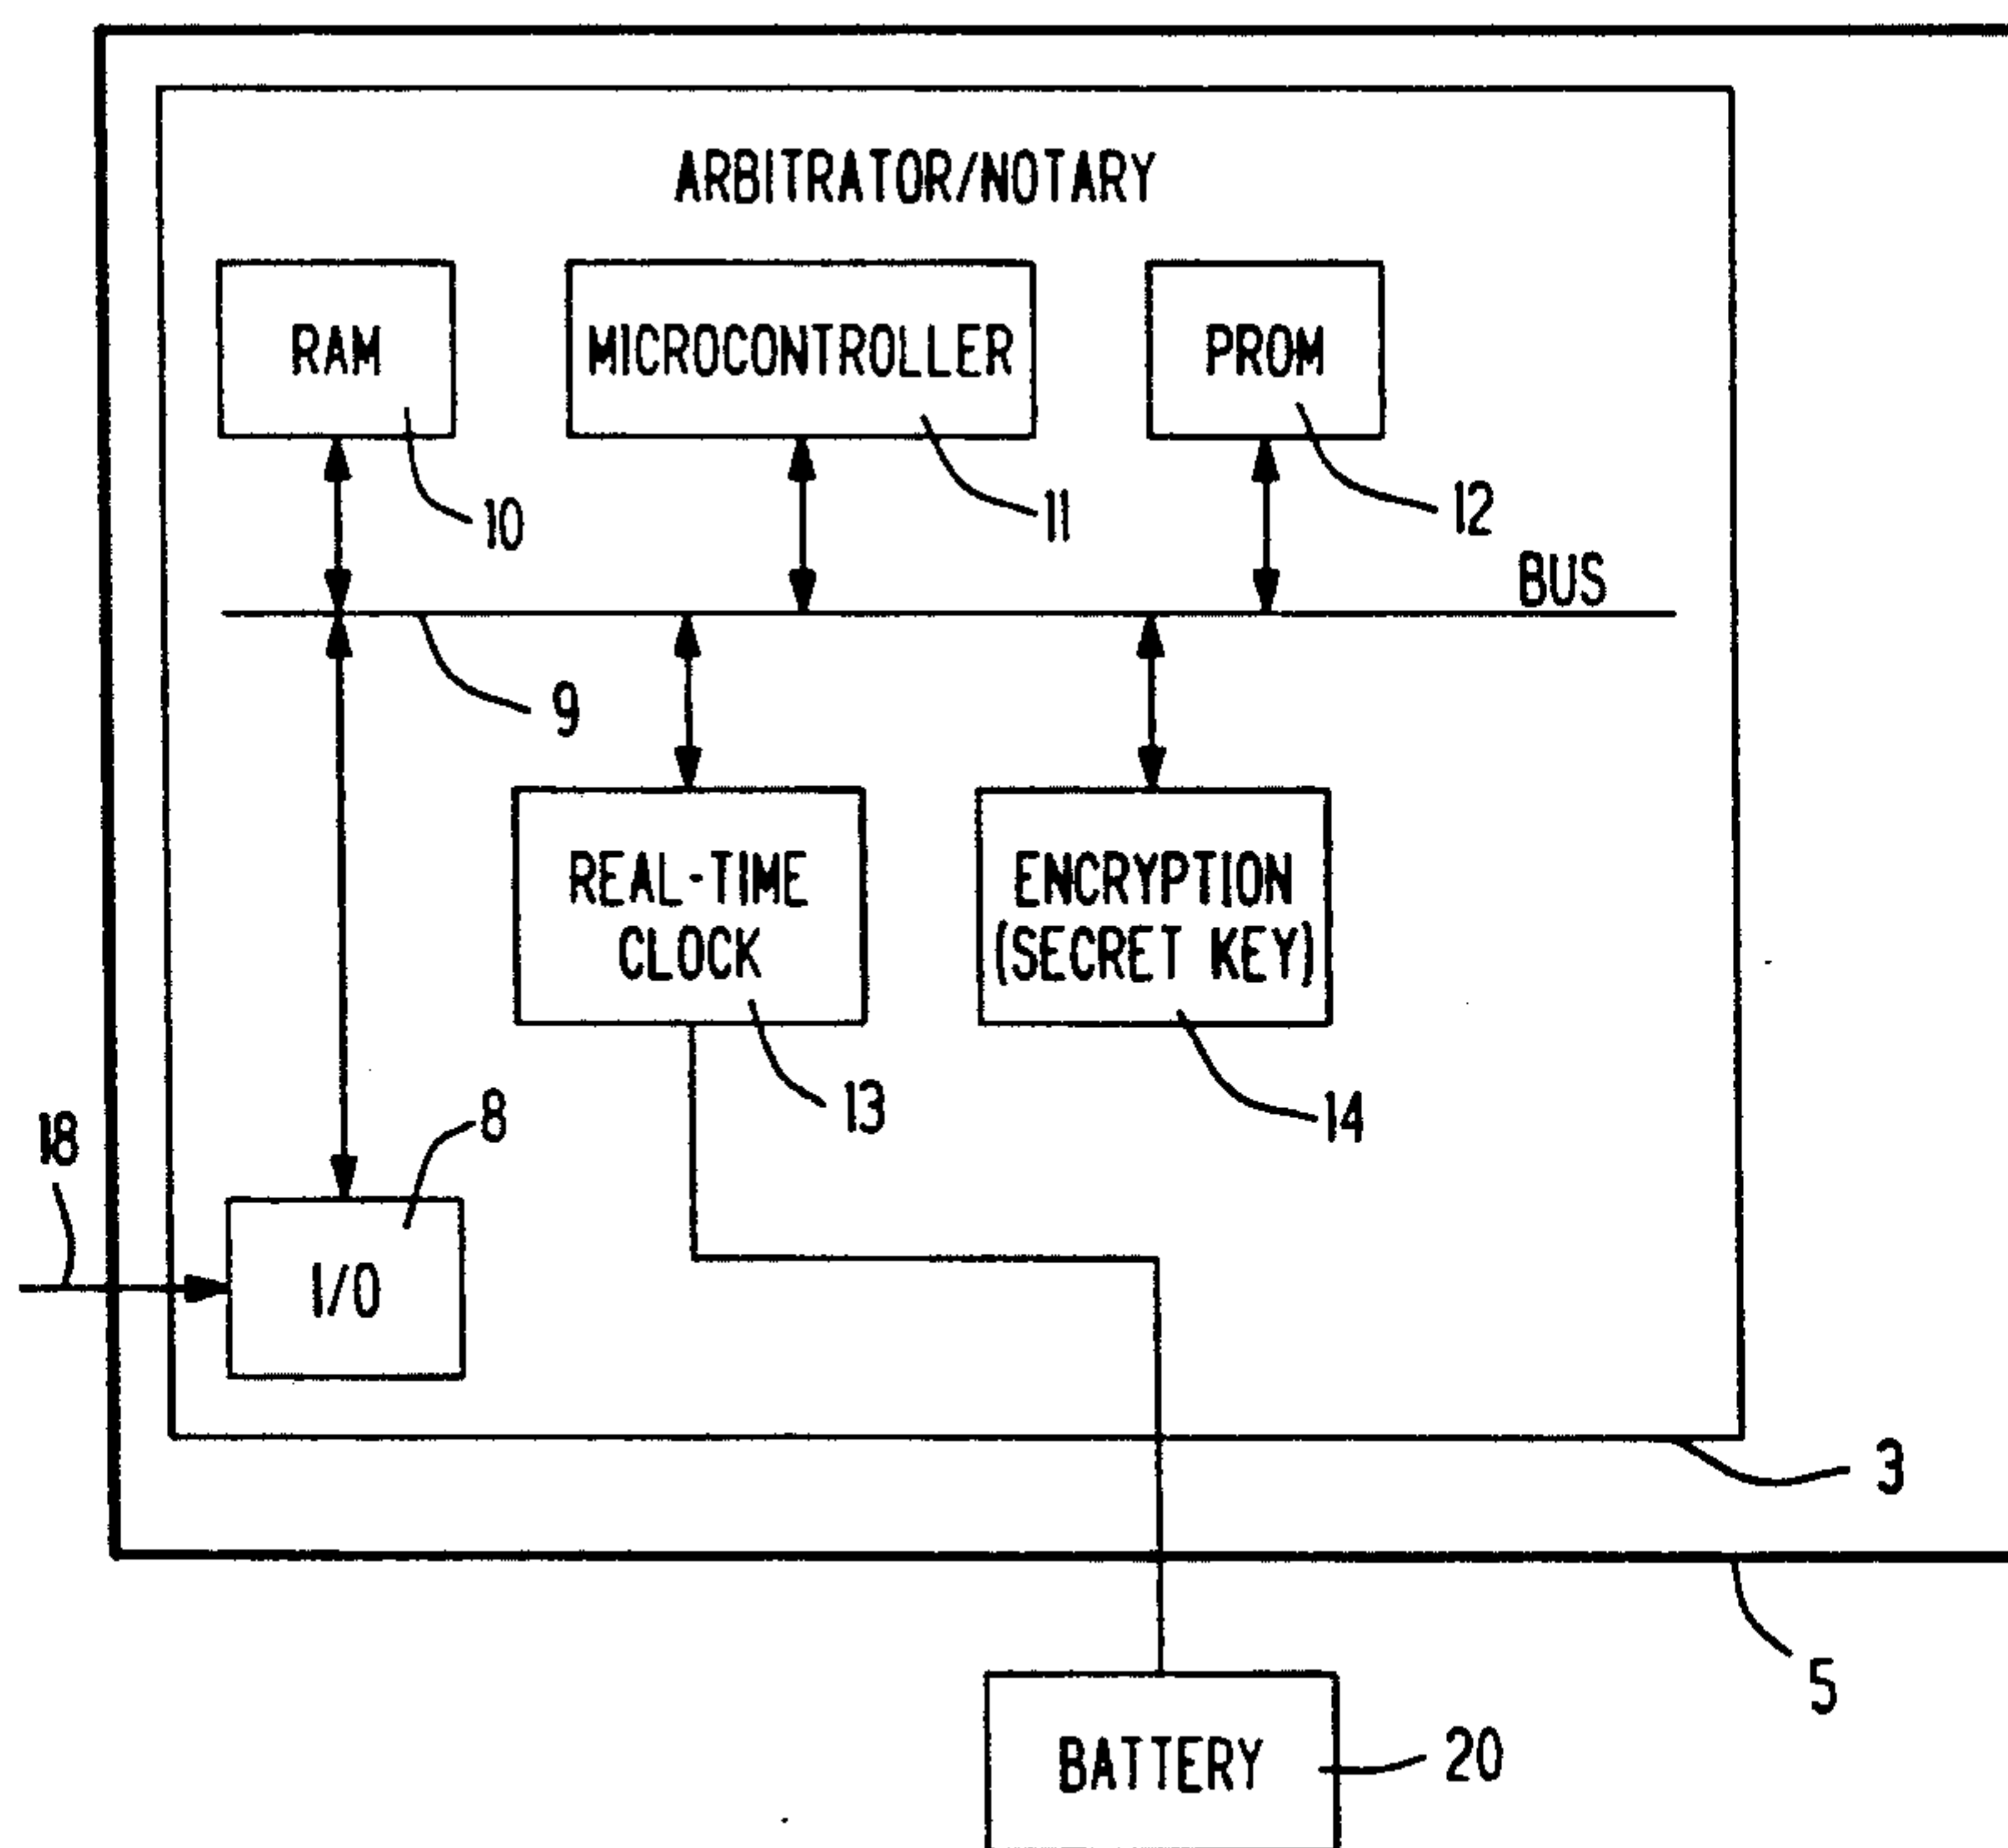 ARBITRATOR/NOTARY
RAM
MICROCONTROLLER
PROM
10
11
12
BUS
9
REAL-TIME
CLOCK
ENCRYPTION
(SECRET KEY)
13
14
18
8
I/O
3
5
BATTERY
20